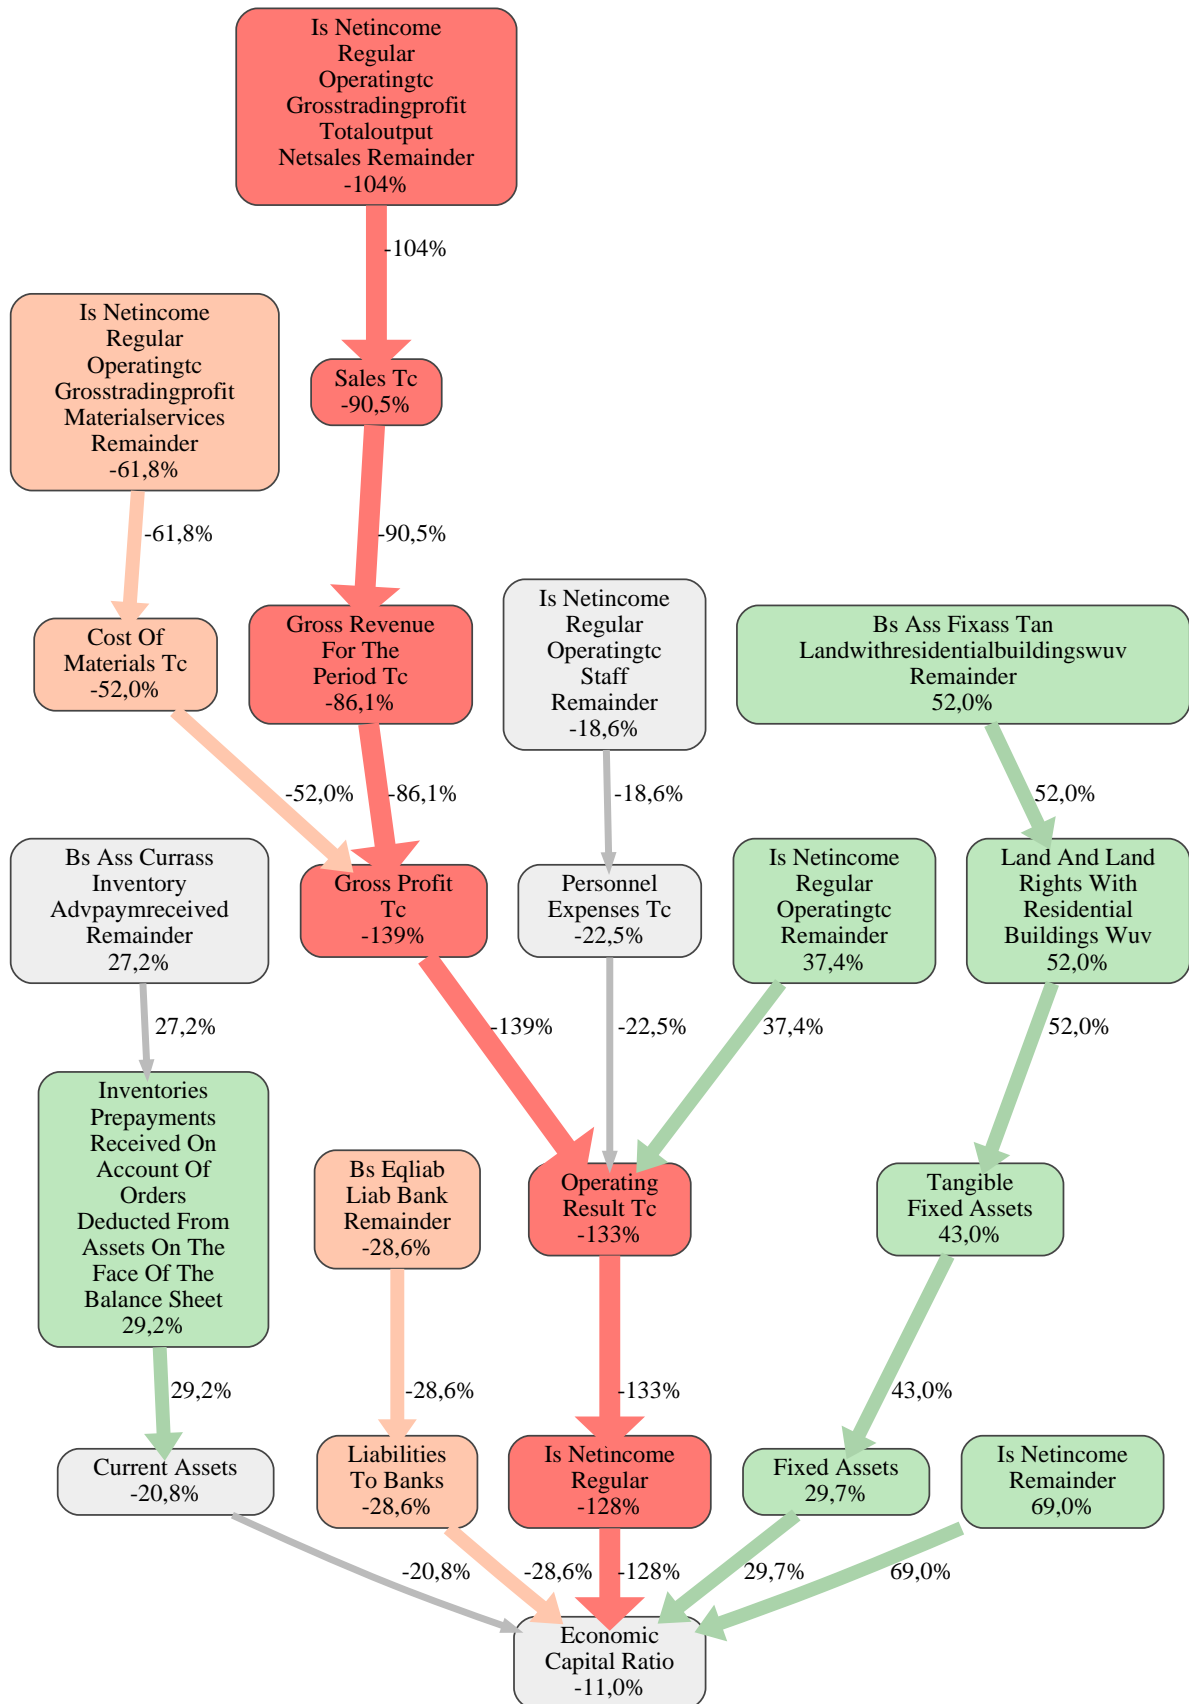 Is Netincome
Regular
Operatingtc
Grosstradingprofit
Totaloutput
Netsales Remainder
-104%
-104%
Is Netincome
Regular
Operatingtc
Grosstradingprofit
Materialservices
Remainder
-61,8%
Sales Tc
-90,5%
-61,8%
-90,5%
Cost Of
Materials Tc
-52,0%
Gross Revenue
For The
Period Tc
-86,1%
Is Netincome
Regular
Operatingtc
Staff
Remainder
-18,6%
Bs Ass Fixass Tan
Landwithresidentialbuildingswuv
Remainder
52,0%
-52,0%
-86,1%
-18,6%
52,0%
Bs Ass Currass
Inventory
Advpaymreceived
Remainder
27,2%
Gross Profit
Tc
-139%
Personnel
Expenses Tc
-22,5%
Is Netincome
Regular
Operatingtc
Remainder
37,4%
Land And Land
Rights With
Residential
Buildings Wuv
52,0%
27,2%
-139%
-22,5%
37,4%
52,0%
Inventories
Prepayments
Received On
Account Of
Orders
Deducted From
Assets On The
Face Of The
Balance Sheet
29,2%
Bs Eqliab
Liab Bank
Remainder
-28,6%
Operating
Result Tc
-133%
Tangible
Fixed Assets
43,0%
29,2%
-28,6%
-133%
43,0%
Current Assets
-20,8%
Liabilities
To Banks
-28,6%
Is Netincome
Regular
-128%
Fixed Assets
29,7%
Is Netincome
Remainder
69,0%
-20,8%
-28,6%
-128%
29,7%
69,0%
Economic
Capital Ratio
-11,0%